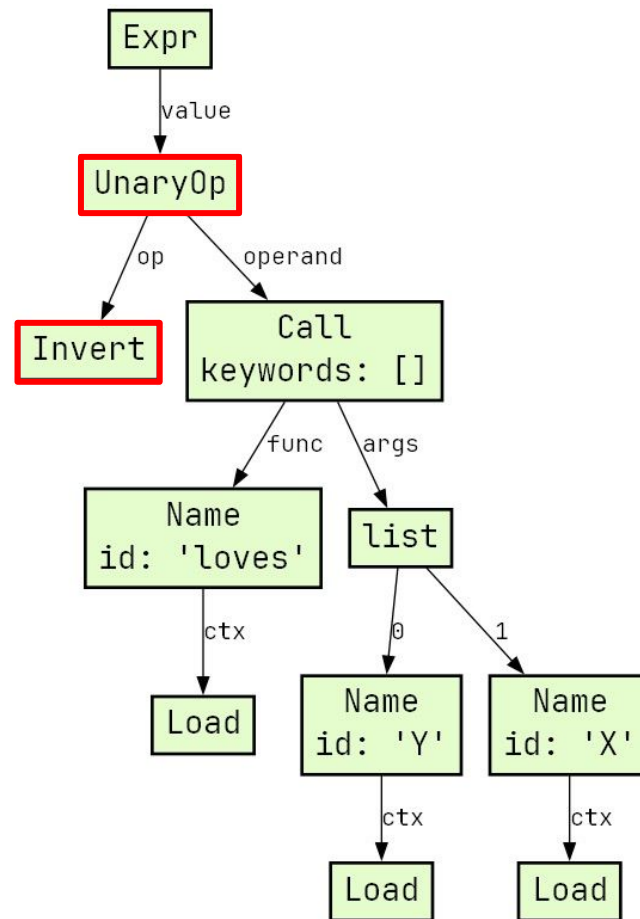 Expr
value
UnaryOp
op
operand
Invert
Call
keywords: []
func
args
Name
id: 'loves'
list
ctx
0
1
Load
Name
id: 'Y'
Name
id: 'X'
ctx
ctx
Load
Load